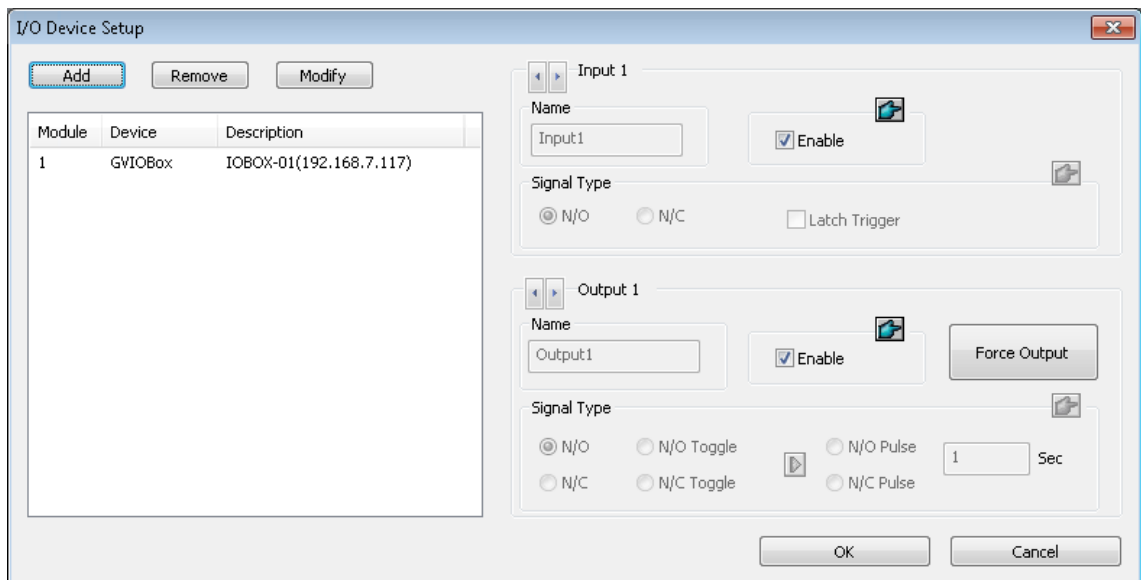 I/O Device Setup
Add Remove Modify
Module Device Description
1 GVIOBox IOBOX-01(192.168.7.117)
Input 1
Name
Input1
Enable
Signal Type
N/O N/C Latch Trigger
Output 1
Name
Output1
Enable
Force Output
Signal Type
N/O N/O Toggle N/O Pulse
1 Sec
N/C N/C Toggle N/C Pulse
OK Cancel